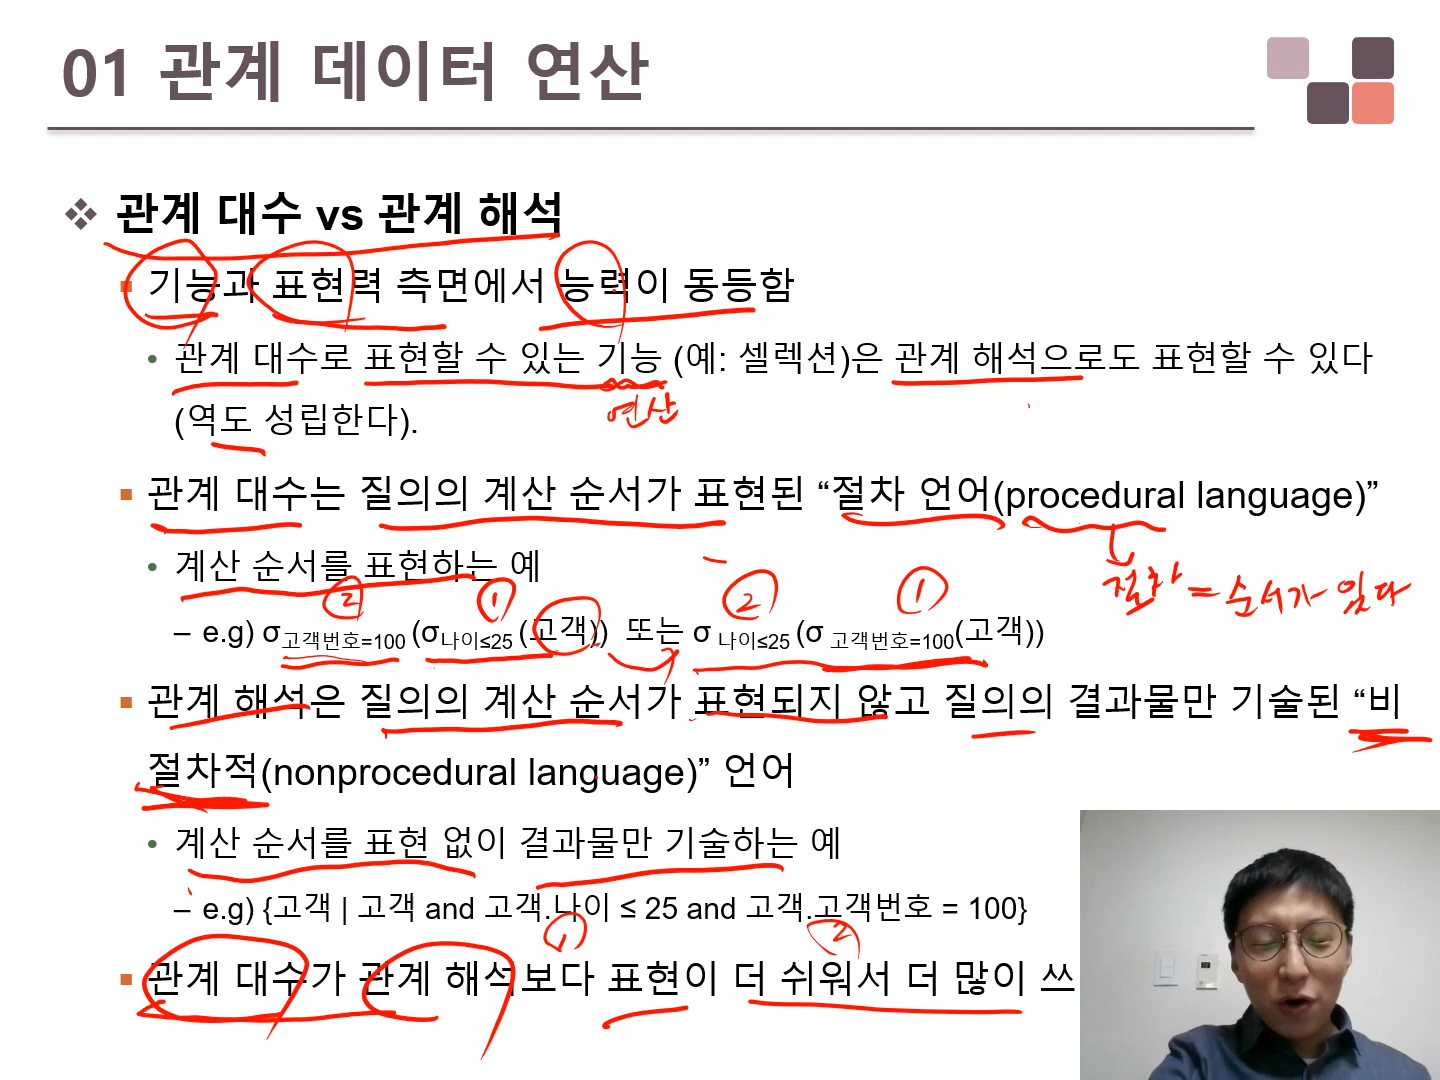 01 관계 데이터 연산
관계 대수 vs 관계 해석
기능과 표현력 측면에서 능력이 동등함
관계 대수로 표현할 수 있는 기능 (예: 셀렉션)은 관계 해석으로도 표현할 수 있다
연산
(역도 성립한다).
관계 대수는 질의의 계산 순서가 표현된 “절차 언어(procedural language)”
계산 순서를 표현하는 예
절차 = 순서가 있다
② ① ② ①
– e.g) σ고객번호=100 (σ나이≤25 (고객)) 또는 σ 나이≤25 (σ 고객번호=100(고객))
관계 해석은 질의의 계산 순서가 표현되지 않고 질의의 결과물만 기술된 “비
절차적(nonprocedural language)” 언어
계산 순서를 표현 없이 결과물만 기술하는 예
– e.g) {고객 | 고객 and 고객.나이 ≤ 25 and 고객.고객번호 = 100}
① ②
관계 대수가 관계 해석보다 표현이 더 쉬워서 더 많이 쓰